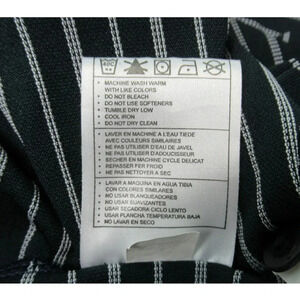 • MACHINE WASH WARM
WITH LIKE COLORS
• DO NOT BLEACH
• DO NOT USE SOFTENERS
• TUMBLE DRY LOW
• COOL IRON
• DO NOT DRY CLEAN
• LAVER EN MACHINE A L'EAU TIEDE
AVEC COULEURS SIMILAIRES
• NE PAS UTILISER D'EAU DE JAVEL
• NE PAS UTILISER D'ADOUCISSEUR
• SECHER EN MACHINE CYCLE DELICAT
• REPASSER FER FROID
• NE PAS NETTOYER A SEC
• LAVAR A MAQUINA EN AGUA TIBIA
CON COLORES SIMILARES
• NO USAR BLANQUEADORES
• NO USAR SUAVIZANTES
• USAR SECADORA CICLO LENTO
• USAR PLANCHA TEMPERATURA BAJA
• NO LAVAR EN SECO